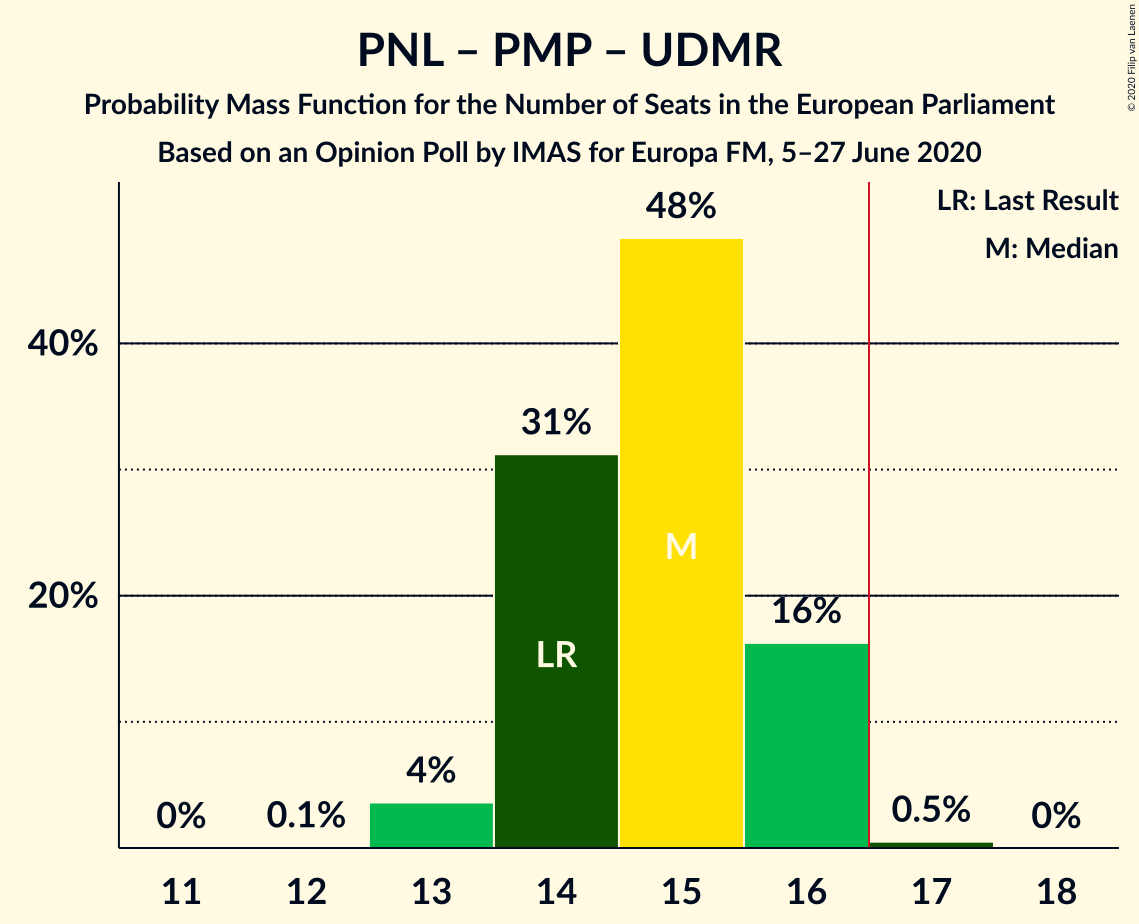 PNL – PMP – UDMR
Probability Mass Function for the Number of Seats in the European Parliament
Based on an Opinion Poll by IMAS for Europa FM, 5–27 June 2020
© 2020 Filip van Laenen
LR: Last Result
M: Median
48%
40%
31%
M
20%
16%
LR
4%
0%
0.1%
0.5%
0%
11 12 13 14 15 16 17 18